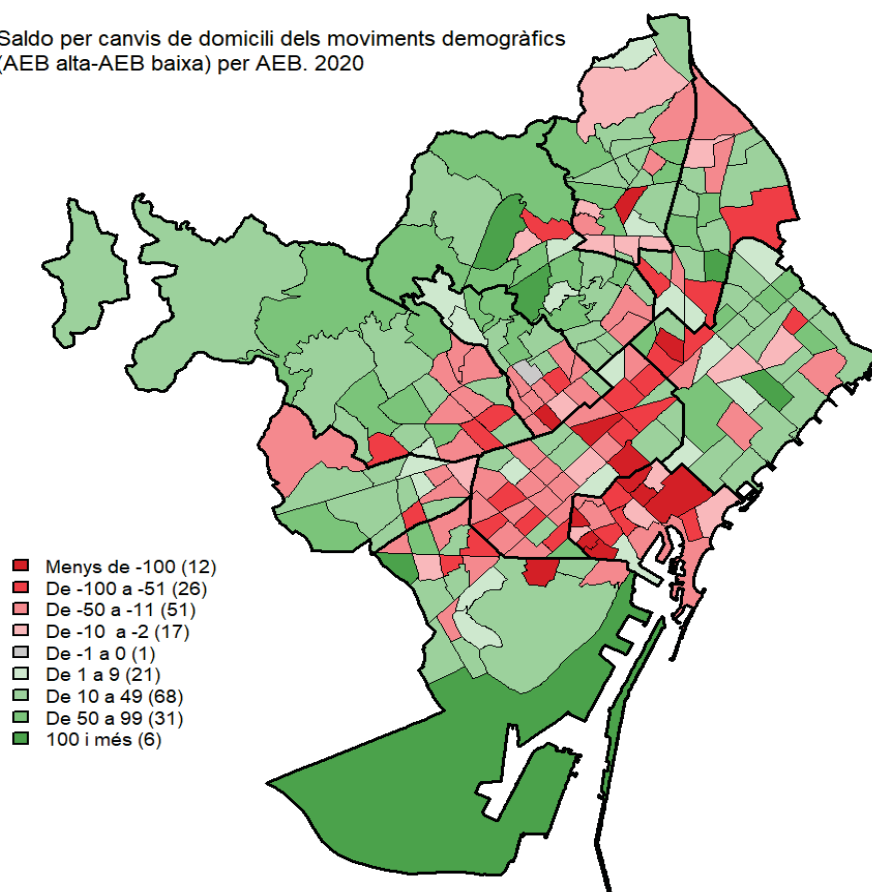 Saldo per canvis de domicili dels moviments demogràfics
(AEB alta-AEB baixa) per AEB. 2020
Menys de -100 (12)
De -100 a -51 (26)
De -50 a -11 (51)
De -10 a -2 (17)
De -1 a 0 (1)
De 1 a 9 (21)
De 10 a 49 (68)
De 50 a 99 (31)
100 i més (6)